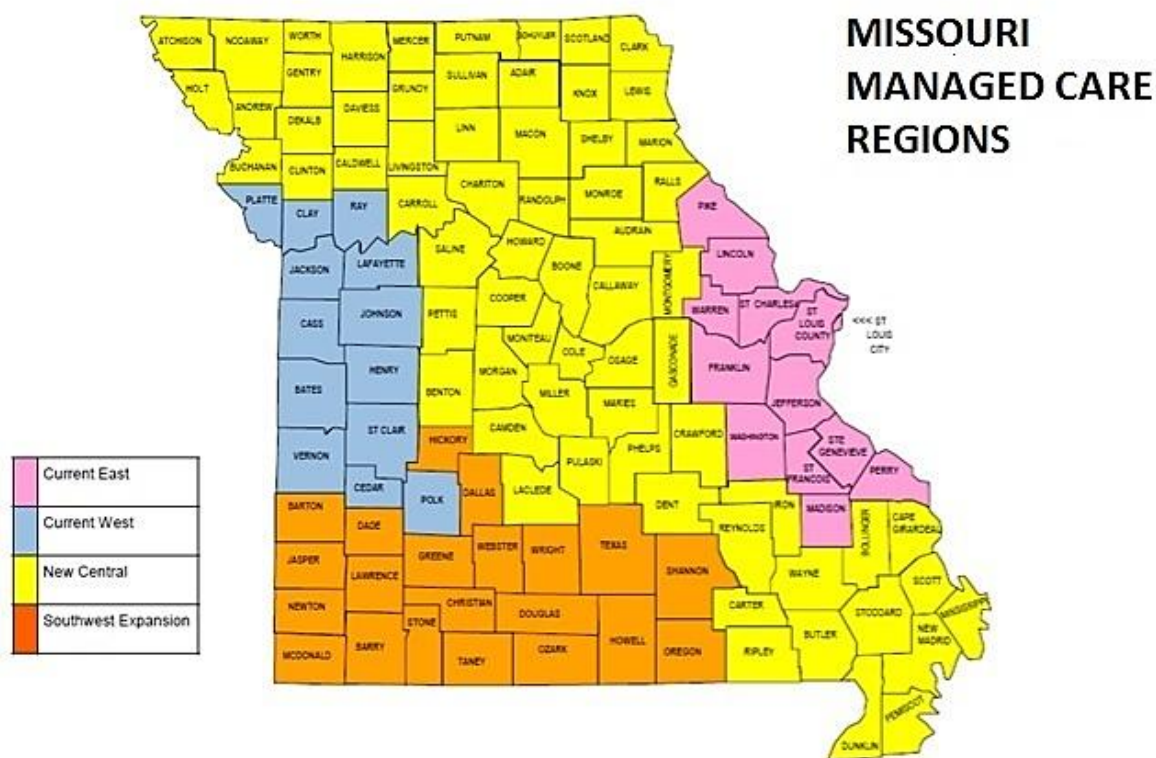 MISSOURI
MANAGED CARE
REGIONS
ATCHISON
NODAWAY
WORTH
HARRISON
MERCER
PUTNAM
SCHUYLER
SCOTLAND
CLARK
HOLT
GENTRY
GRUNDY
SULLIVAN
ADAIR
KNOX
LEWIS
ANDREW
DEKALB
DAVIESS
LINN
MACON
SHELBY
MARION
BUCHANAN
CLINTON
CALDWELL
LIVINGSTON
CHARITON
RANDOLPH
MONROE
RALLS
PLATTE
CLAY
RAY
CARROLL
PIKE
SALINE
HOWARD
AUDRAIN
BOONE
CALLAWAY
MONTGOMERY
LINCOLN
JACKSON
LAFAYETTE
COOPER
WARREN
ST CHARLES
ST
LOUIS
COUNTY
<<< ST
LOUIS
CITY
CASS
JOHNSON
PETTIS
MONITEAU
COLE
OSAGE
GASCONADE
FRANKLIN
JEFFERSON
BATES
HENRY
BENTON
MORGAN
MILLER
MARIES
ST CLAIR
HICKORY
CAMDEN
PULASKI
PHELPS
CRAWFORD
WASHINGTON
STE
GENEVIEVE
ST
FRANCOIS
PERRY
VERNON
CEDAR
POLK
DALLAS
LACLEDE
DENT
IRON
MADISON
BOLLINGER
CAPE
GIRARDEAU
BARTON
DADE
GREENE
WEBSTER
WRIGHT
TEXAS
REYNOLDS
SHANNON
WAYNE
SCOTT
JASPER
LAWRENCE
NEWTON
CHRISTIAN
DOUGLAS
CARTER
STODDARD
MISSISSIPPI
STONE
HOWELL
OREGON
RIPLEY
BUTLER
NEW
MADRID
MCDONALD
BARRY
TANEY
OZARK
PEMISCOT
DUNKLIN
Current East
Current West
New Central
Southwest Expansion